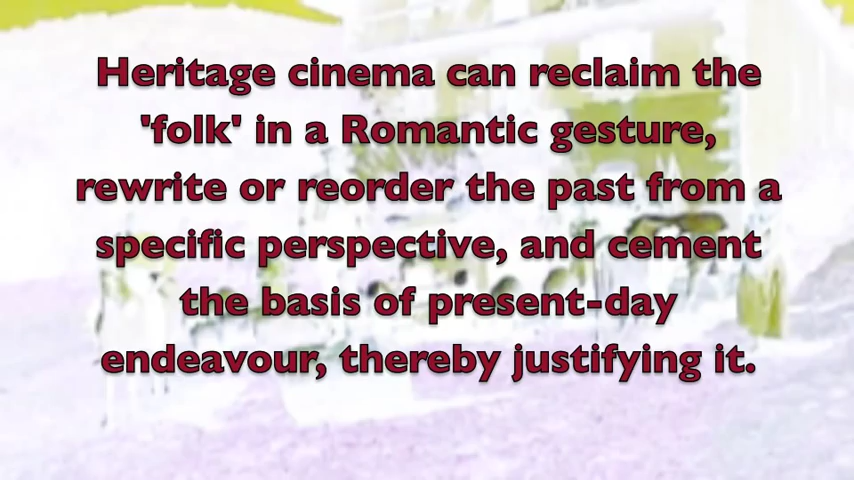 Heritage cinema can reclaim the
'folk' in a Romantic gesture,
rewrite or reorder the past from a
specific perspective, and cement
the basis of present-day
endeavour, thereby justifying it.